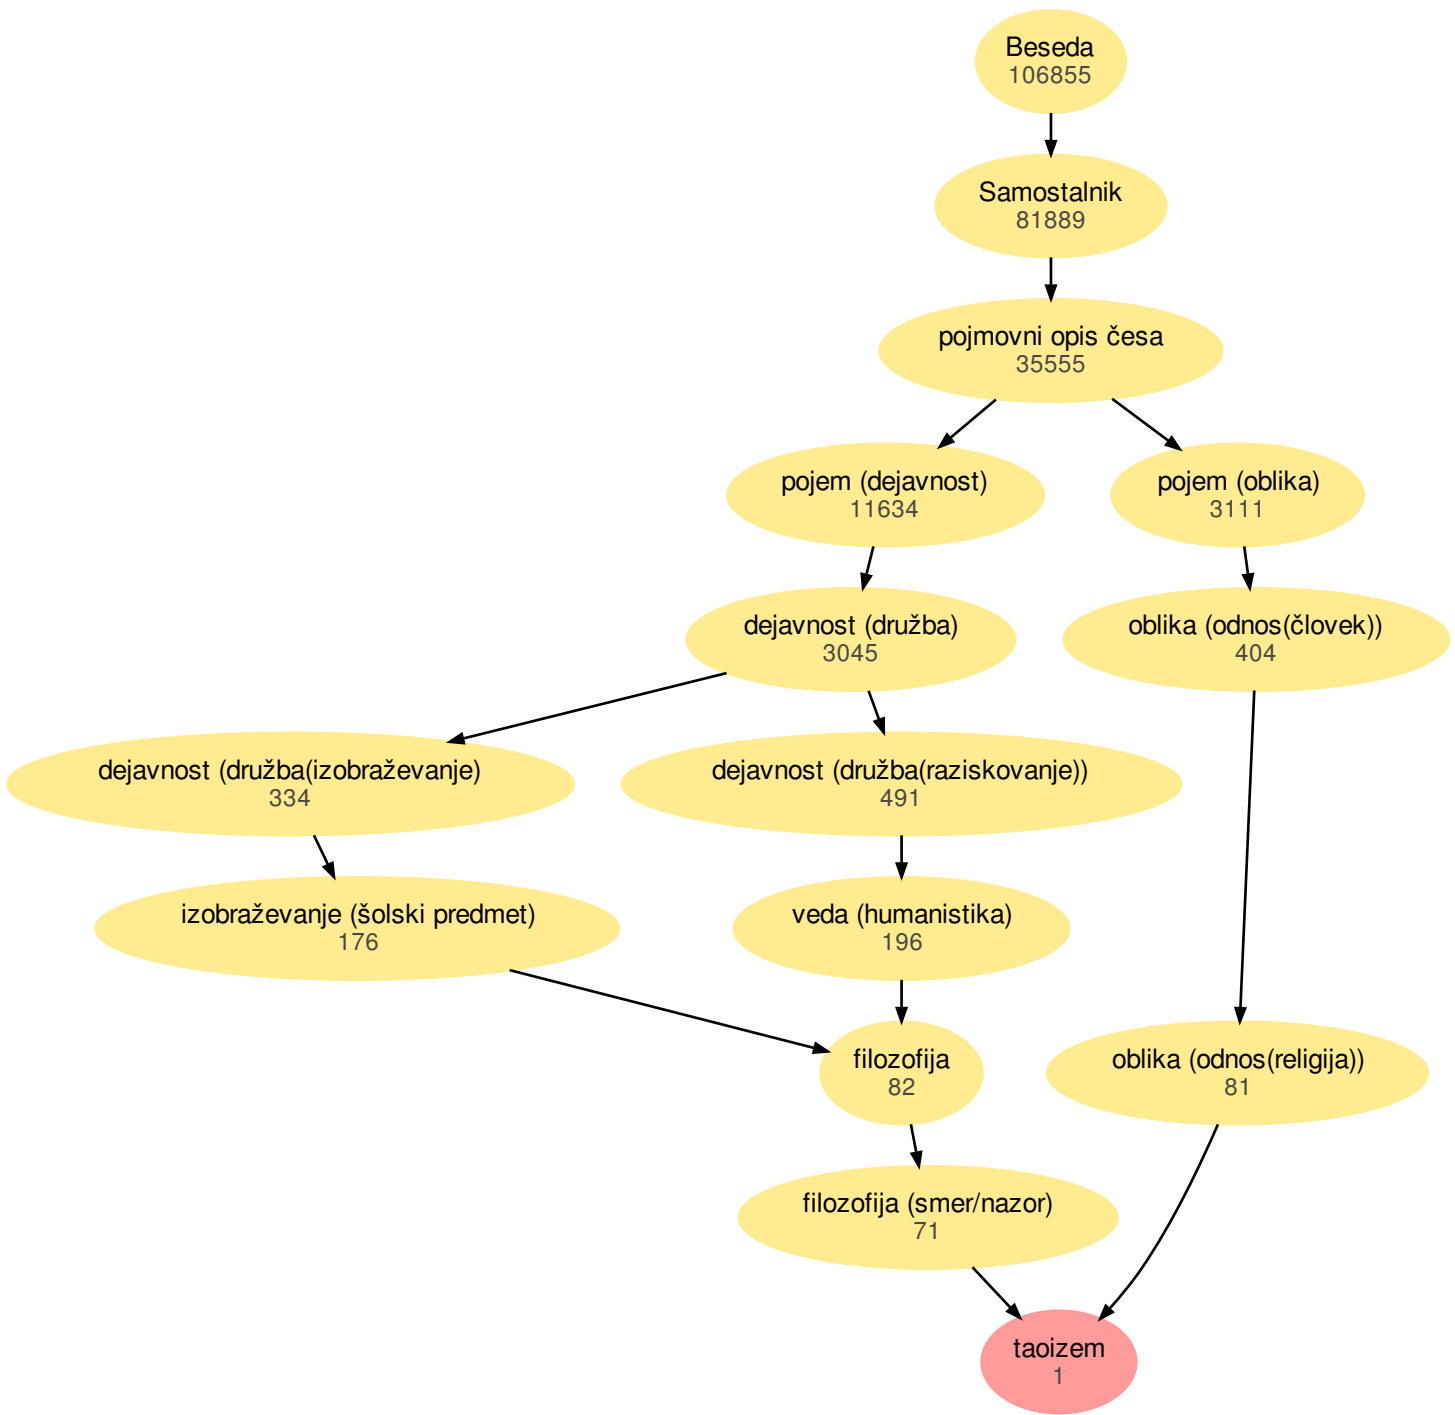 Beseda
106855
Samostalnik
81889
pojmovni opis česa
35555
pojem (dejavnost)
11634
pojem (oblika)
3111
dejavnost (družba)
3045
oblika (odnos(človek))
404
dejavnost (družba(izobraževanje)
334
dejavnost (družba(raziskovanje))
491
izobraževanje (šolski predmet)
176
veda (humanistika)
196
filozofija
82
oblika (odnos(religija))
81
filozofija (smer/nazor)
71
taoizem
1